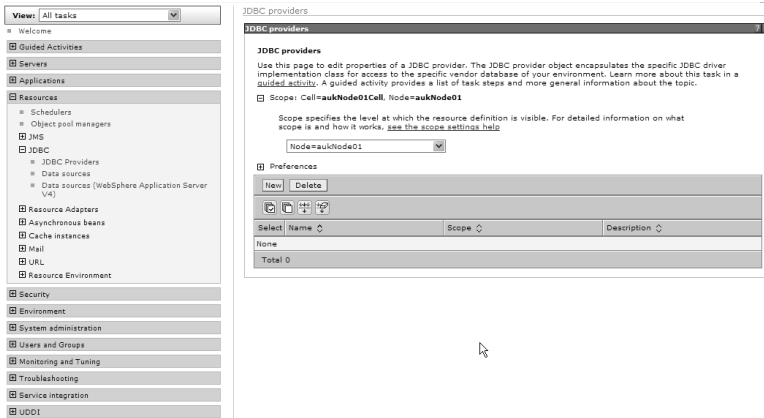 View: All tasks
Welcome
Guided Activities
Servers
Applications
Resources
Schedulers
Object pool managers
JMS
JDBC
JDBC Providers
Data sources
Data sources (WebSphere Application Server
V4)
Resource Adapters
Asynchronous beans
Cache instances
Mail
URL
Resource Environment
Security
Environment
System administration
Users and Groups
Monitoring and Tuning
Troubleshooting
Service integration
UDDI
JDBC providers
JDBC providers ?
JDBC providers
Use this page to edit properties of a JDBC provider. The JDBC provider object encapsulates the specific JDBC driver
implementation class for access to the specific vendor database of your environment. Learn more about this task in a
guided activity. A guided activity provides a list of task steps and more general information about the topic.
Scope: Cell=aukNode01Cell, Node=aukNode01
Scope specifies the level at which the resource definition is visible. For detailed information on what
scope is and how it works, see the scope settings help
Node=aukNode01
Preferences
New Delete
Select Name Scope Description
None
Total 0